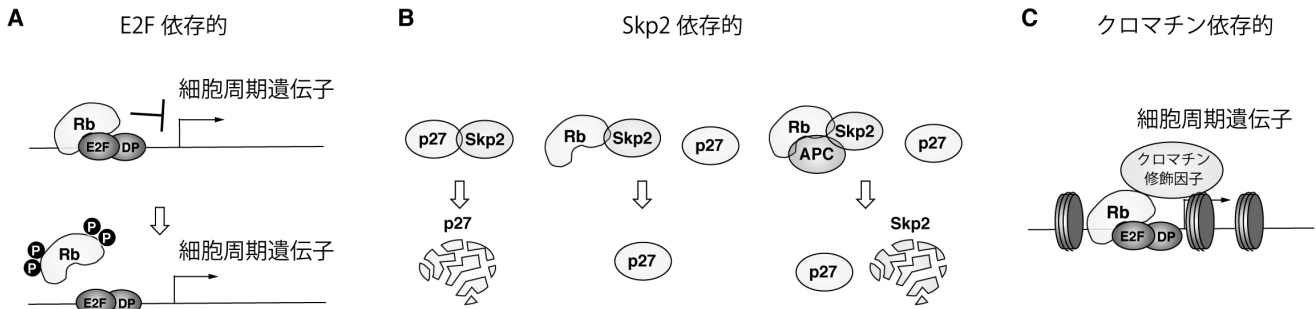 A
E2F 依存的
細胞周期遺伝子
Rb
E2F
DP
P
P
P
P
P
Rb
細胞周期遺伝子
E2F
DP
B
Skp2 依存的
p27
Skp2
Rb
Skp2
p27
Rb
Skp2
APC
p27
p27
p27
p27
Skp2
C
クロマチン依存的
細胞周期遺伝子
クロマチン
修飾因子
Rb
E2F
DP